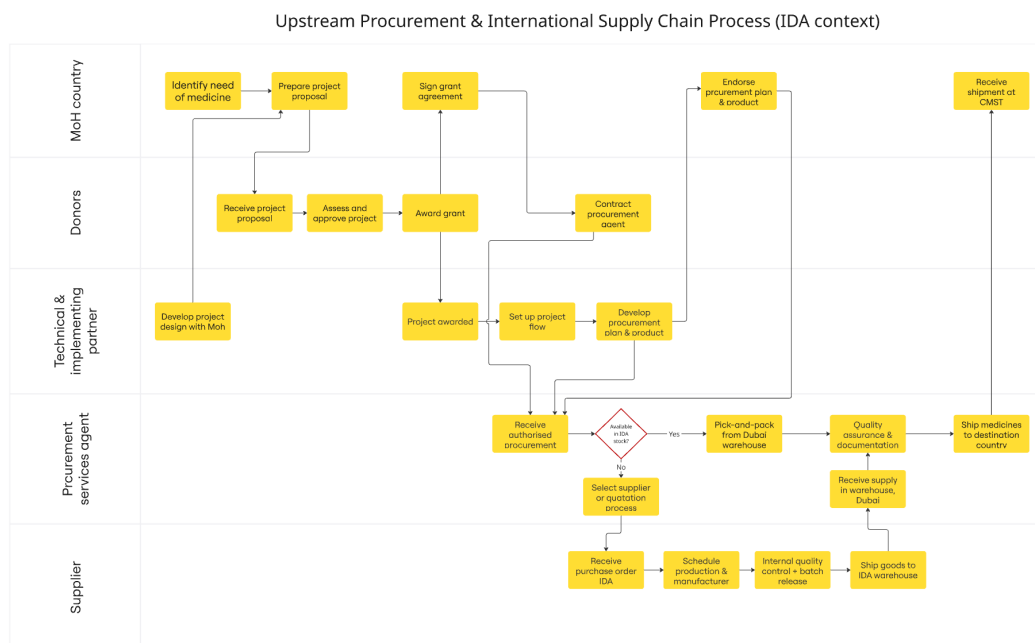 Upstream Procurement & International Supply Chain Process (IDA context)
MoH country
Identify need
of medicine
Prepare project
proposal
Sign grant
agreement
Endorse
prcurement plan
& product
Receive
shipment at
CMST
Donors
Receive project
proposal
Assess and
approve project
Award grant
Contract
procurement
agent
Technical &
implementing
partner
Develop project
design with Moh
Project awarded
Set up project
flow
Develop
procurement
plan & product
Prcurement
services agent
Receive
authorised
procurement
Available
in IDA
stock?
Yes
No
Pick-and-pack
from Dubai
warehouse
Quality
assurance &
documentation
Ship medicines
to destination
country
Select supplier
or quatation
process
Receive supply
in warehouse,
Dubai
Supplier
Receive
purchase order
IDA
Schedule
production &
manufacturer
Internal quality
control + batch
release
Ship goods to
IDA warehouse